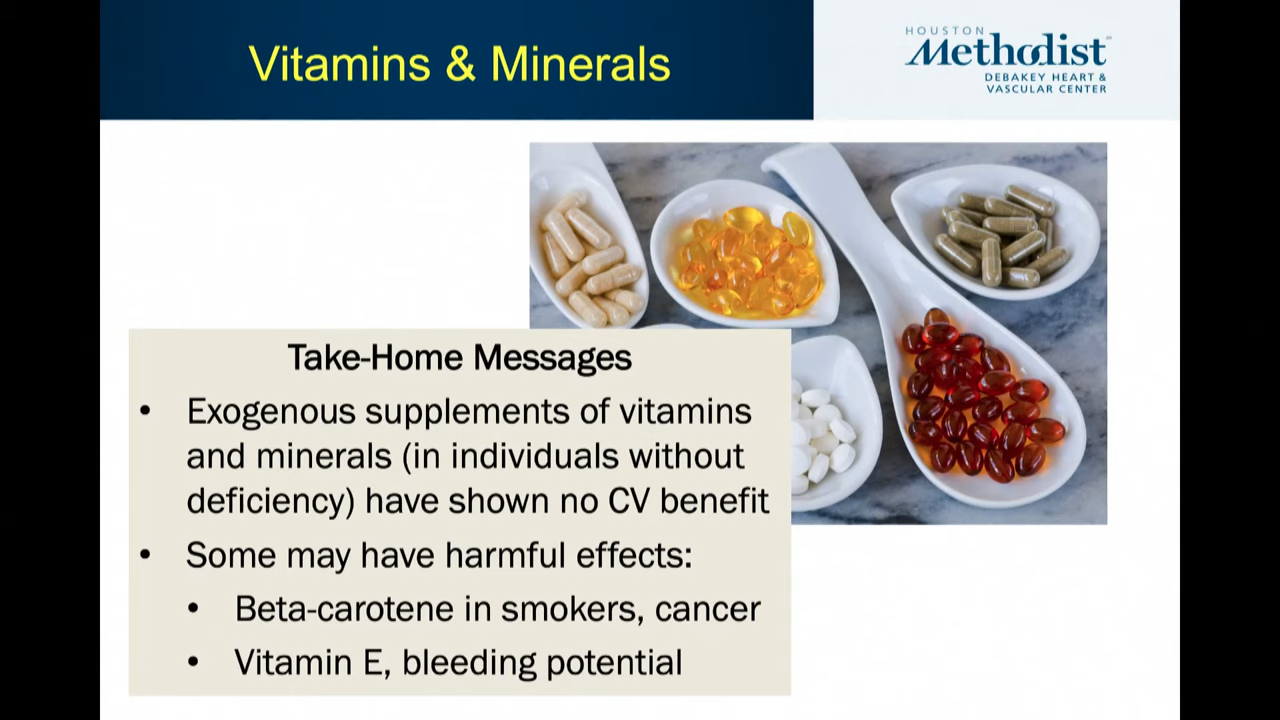 Vitamins & Minerals
HOUSTON
Methodist
DEBAKEY HEART &
VASCULAR CENTER
Take-Home Messages
• Exogenous supplements of vitamins
and minerals (in individuals without
deficiency) have shown no CV benefit
• Some may have harmful effects:
• Beta-carotene in smokers, cancer
• Vitamin E, bleeding potential